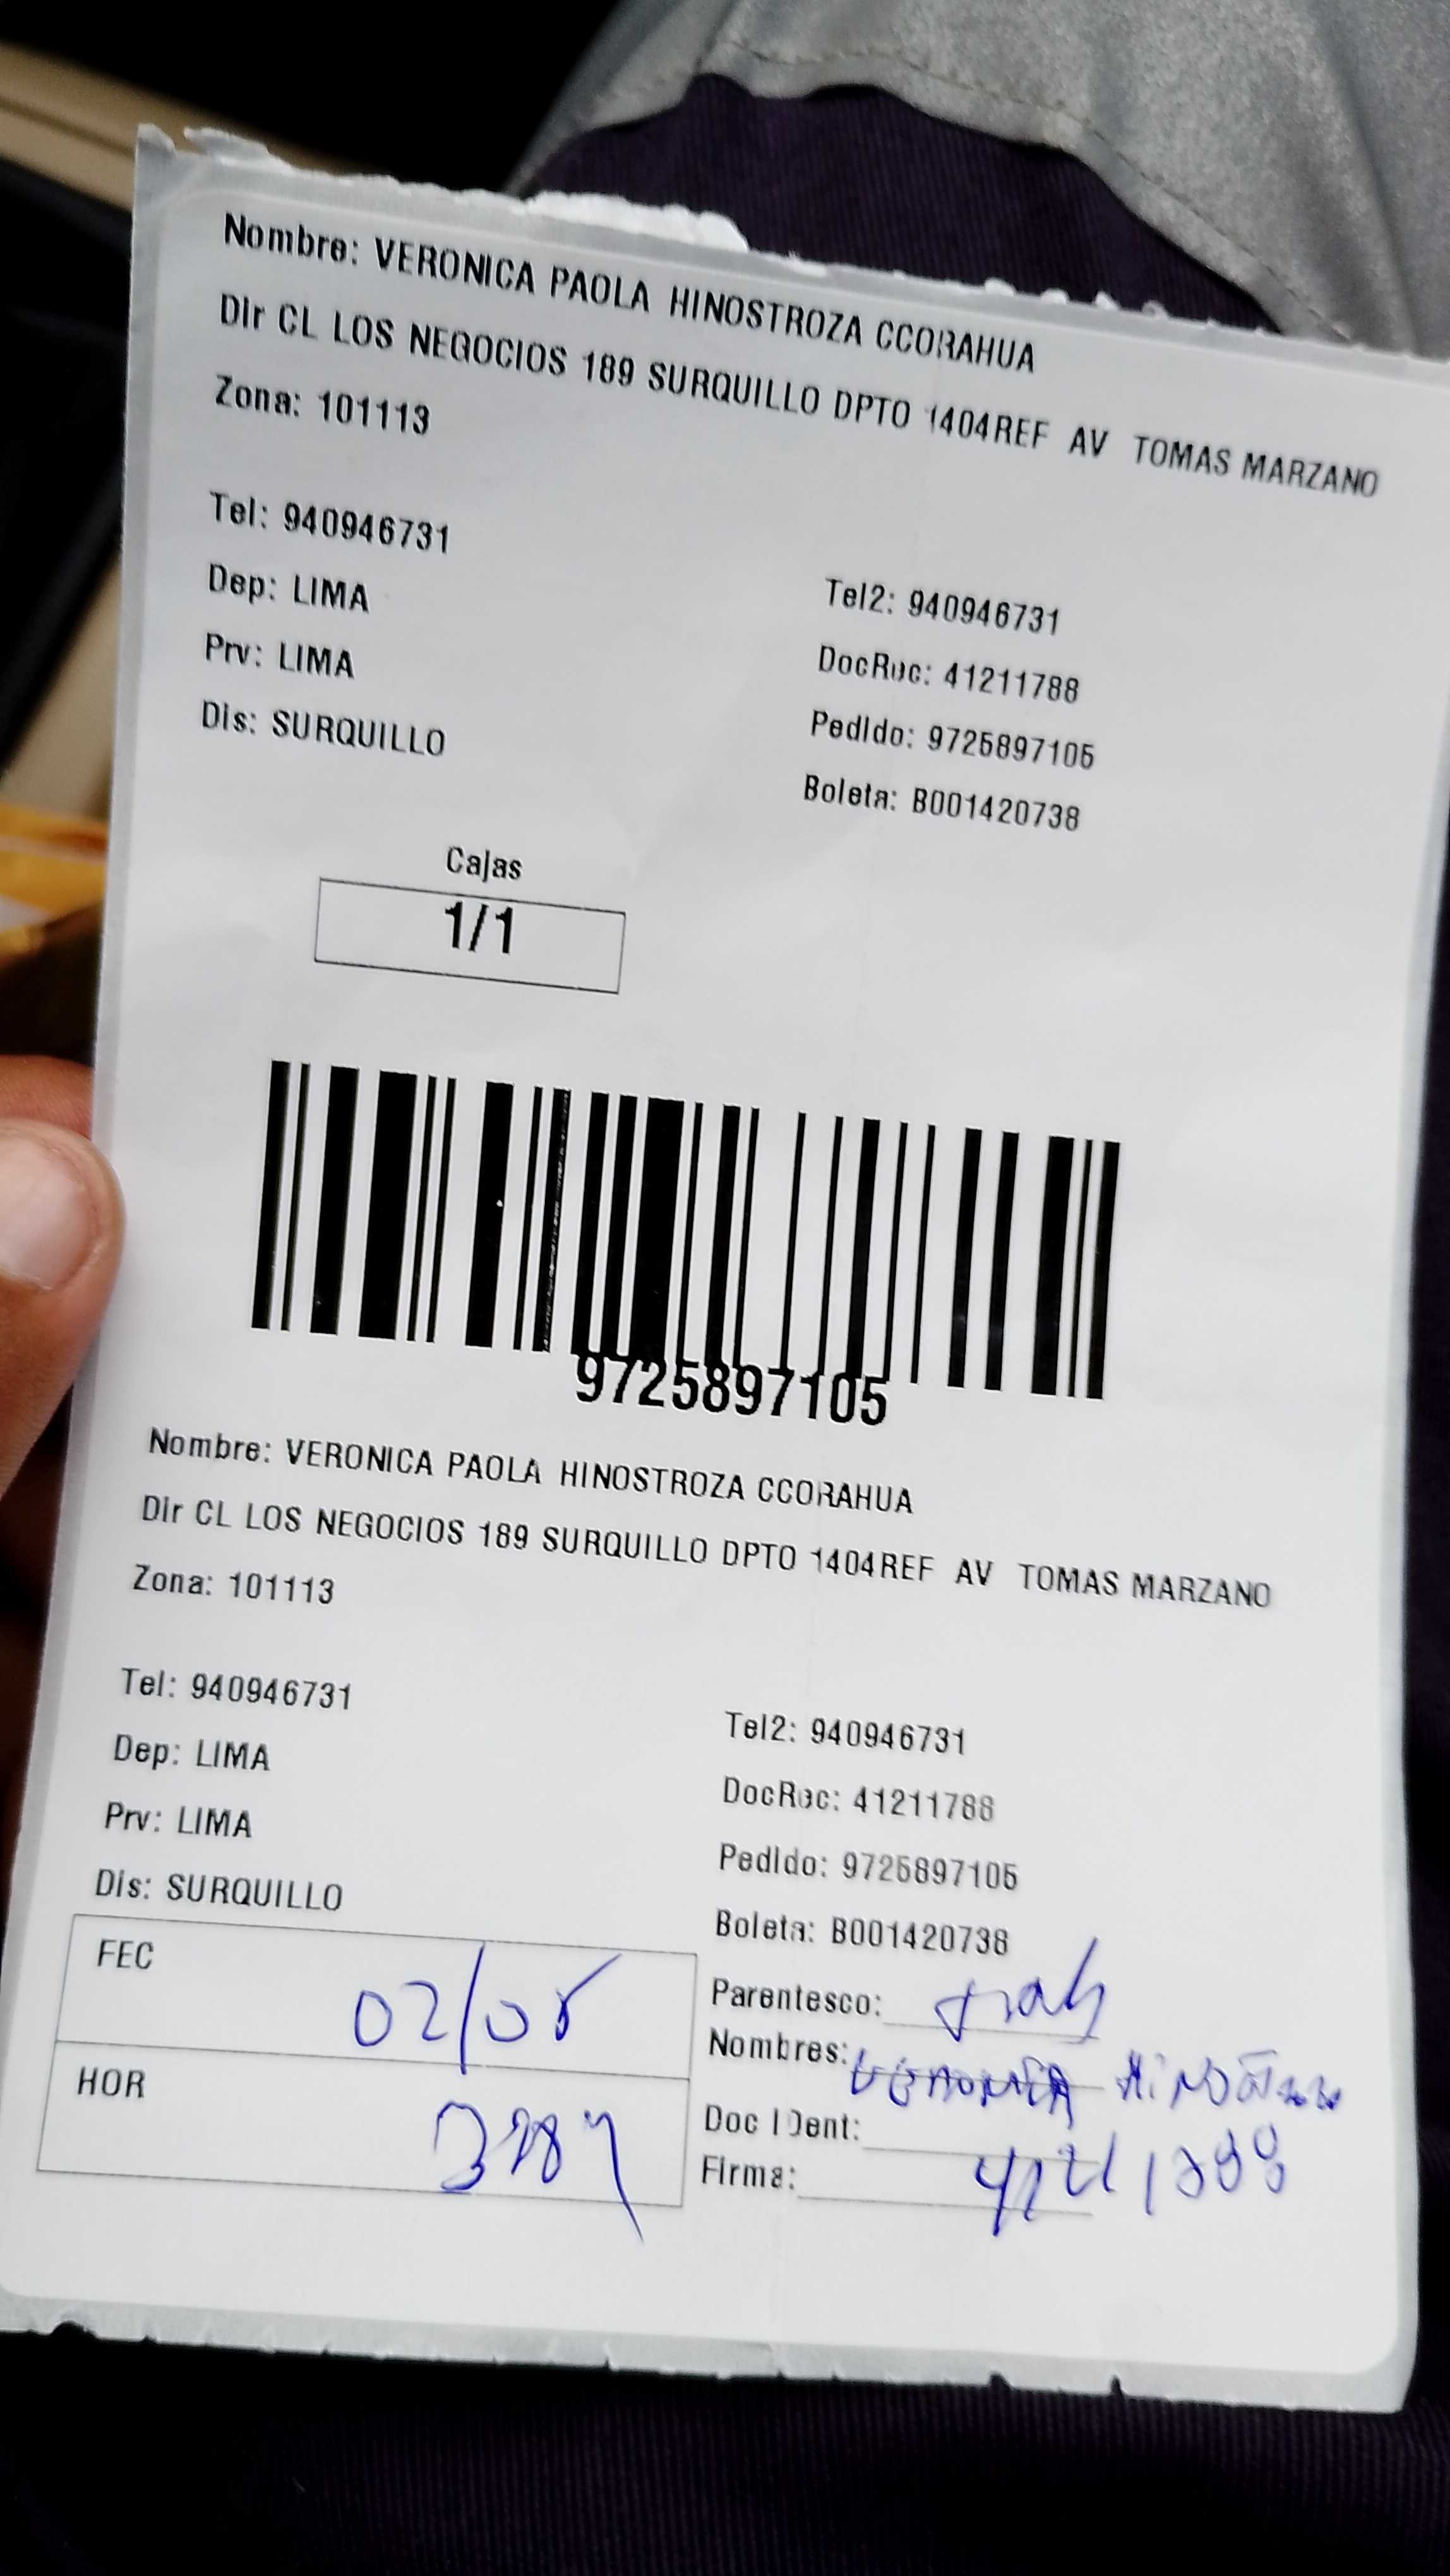 Nombre: VERONICA PAOLA HINOSTROZA CCORAHUA
Dir CL LOS NEGOCIOS 189 SURQUILLO DPTO 1404REF AV TOMAS MARZANO
Zona: 101113
Tel: 940946731
Tel2: 940946731
Dep: LIMA
DocRuc: 41211788
Prv: LIMA
Pedido: 9725897105
Dis: SURQUILLO
Boleta: B001420738
Cajas
1/1
9725897105
Nombre: VERONICA PAOLA HINOSTROZA CCORAHUA
Dir CL LOS NEGOCIOS 189 SURQUILLO DPTO 1404REF AV TOMAS MARZANO
Zona: 101113
Tel: 940946731
Tel2: 940946731
Dep: LIMA
DocRuc: 41211788
Prv: LIMA
Pedido: 9725897105
Dis: SURQUILLO
Boleta: B001420738
FEC 02/05
Parentesco:
Nombres:
HOR
Doc IDent:
Firma: